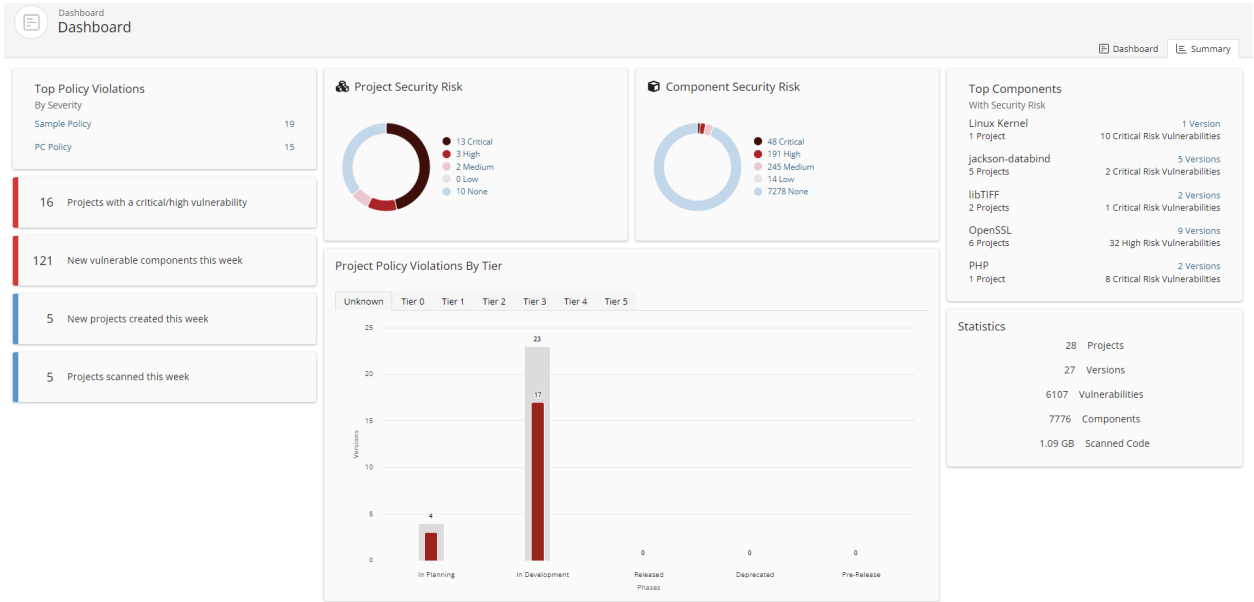 Dashboard
Dashboard
Dashboard Summary
Top Policy Violations
By Severity
Sample Policy 19
PC Policy 15
16 Projects with a critical/high vulnerability
121 New vulnerable components this week
5 New projects created this week
5 Projects scanned this week
Project Security Risk
13 Critical
3 High
2 Medium
0 Low
10 None
Component Security Risk
48 Critical
191 High
245 Medium
14 Low
7278 None
Project Policy Violations By Tier
Unknown Tier 0 Tier 1 Tier 2 Tier 3 Tier 4 Tier 5
25
20
15
10
5
0
Versions
4
23
17
0
0
0
In Planning In Development Released Deprecated Pre-Release
Phases
Top Components
With Security Risk
Linux Kernel 1 Version
1 Project 10 Critical Risk Vulnerabilities
jackson-databind 5 Versions
5 Projects 2 Critical Risk Vulnerabilities
libTIFF 2 Versions
2 Projects 1 Critical Risk Vulnerabilities
OpenSSL 9 Versions
6 Projects 32 High Risk Vulnerabilities
PHP 2 Versions
1 Project 8 Critical Risk Vulnerabilities
Statistics
28 Projects
27 Versions
6107 Vulnerabilities
7776 Components
1.09 GB Scanned Code